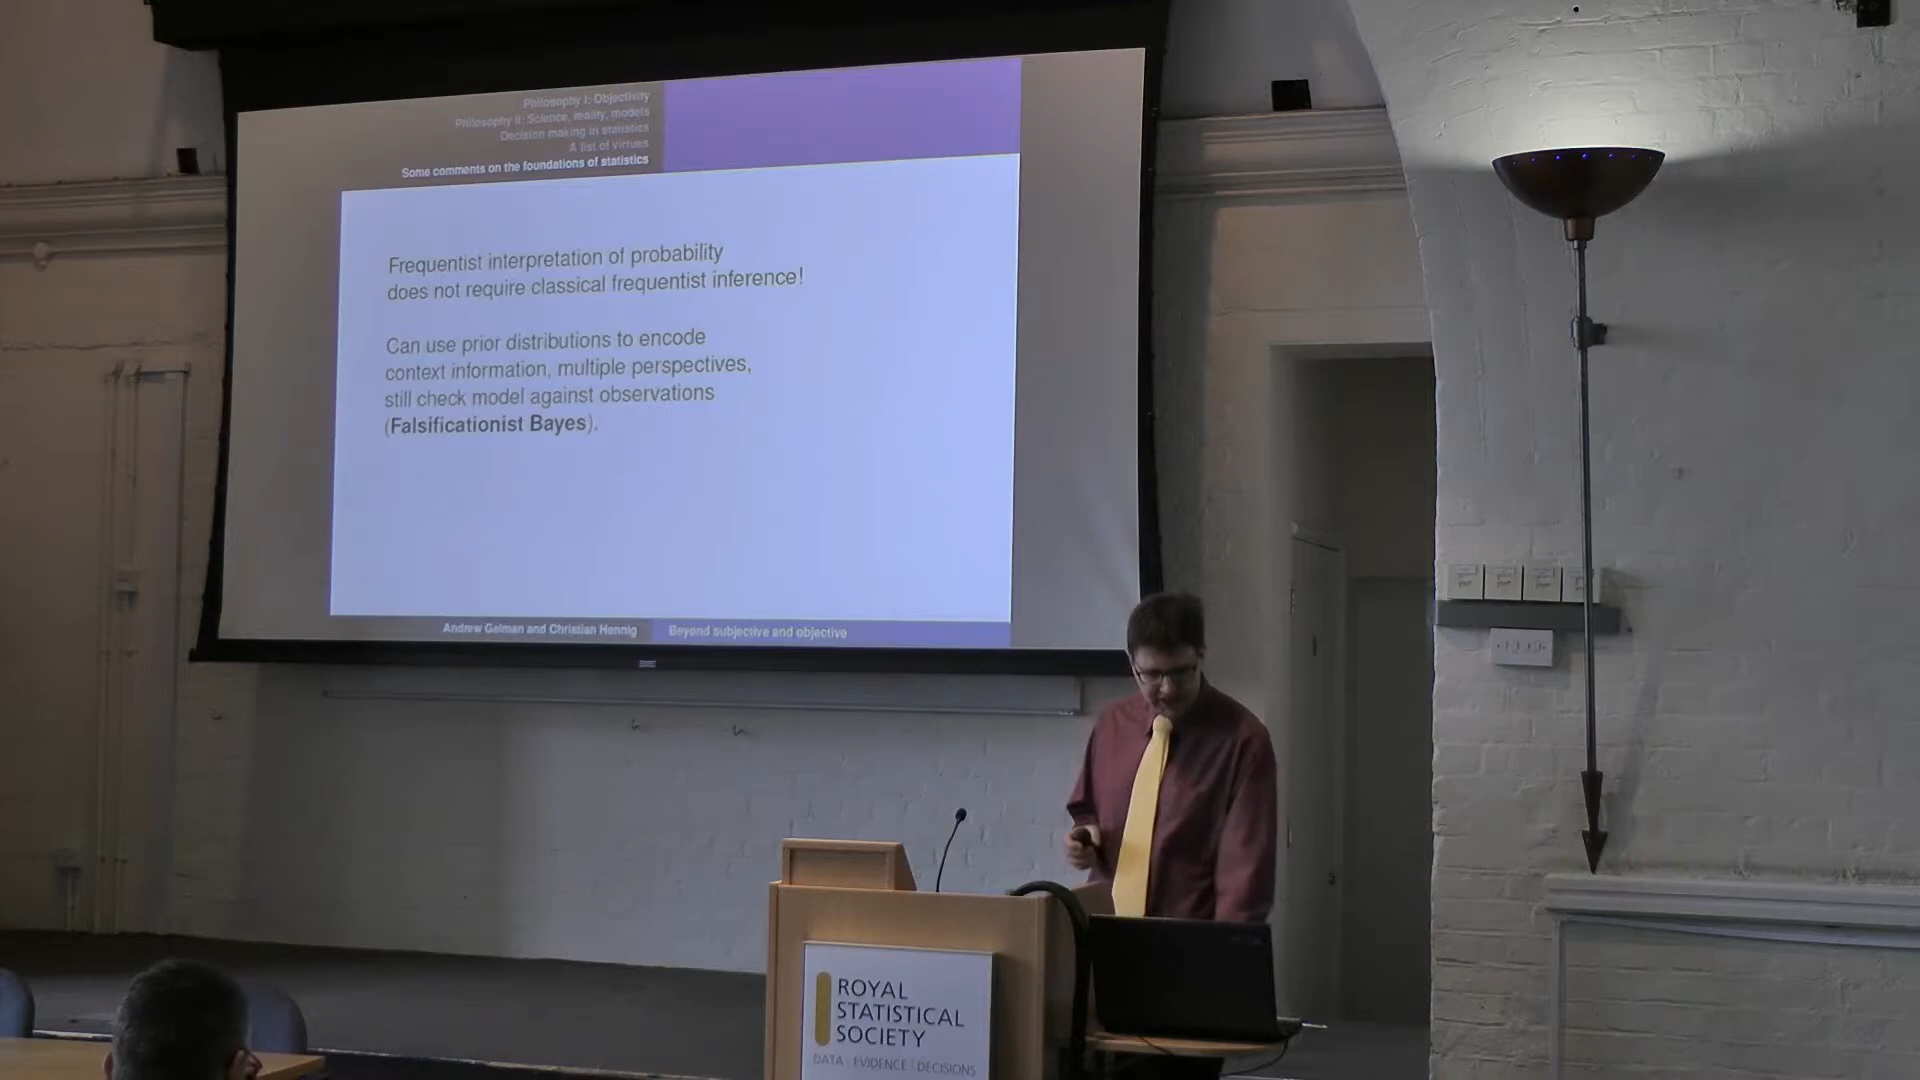 Philosophy I: Objectivity
Philosophy II: Science, reality, models
Decision making in statistics
A list of virtues
Some comments on the foundations of statistics
Frequentist interpretation of probability
does not require classical frequentist inference!
Can use prior distributions to encode
context information, multiple perspectives,
still check model against observations
(Falsificationist Bayes).
Andrew Gelman and Christian Hennig
Beyond subjective and objective
ROYAL
STATISTICAL
SOCIETY
DATA | EVIDENCE | DECISIONS